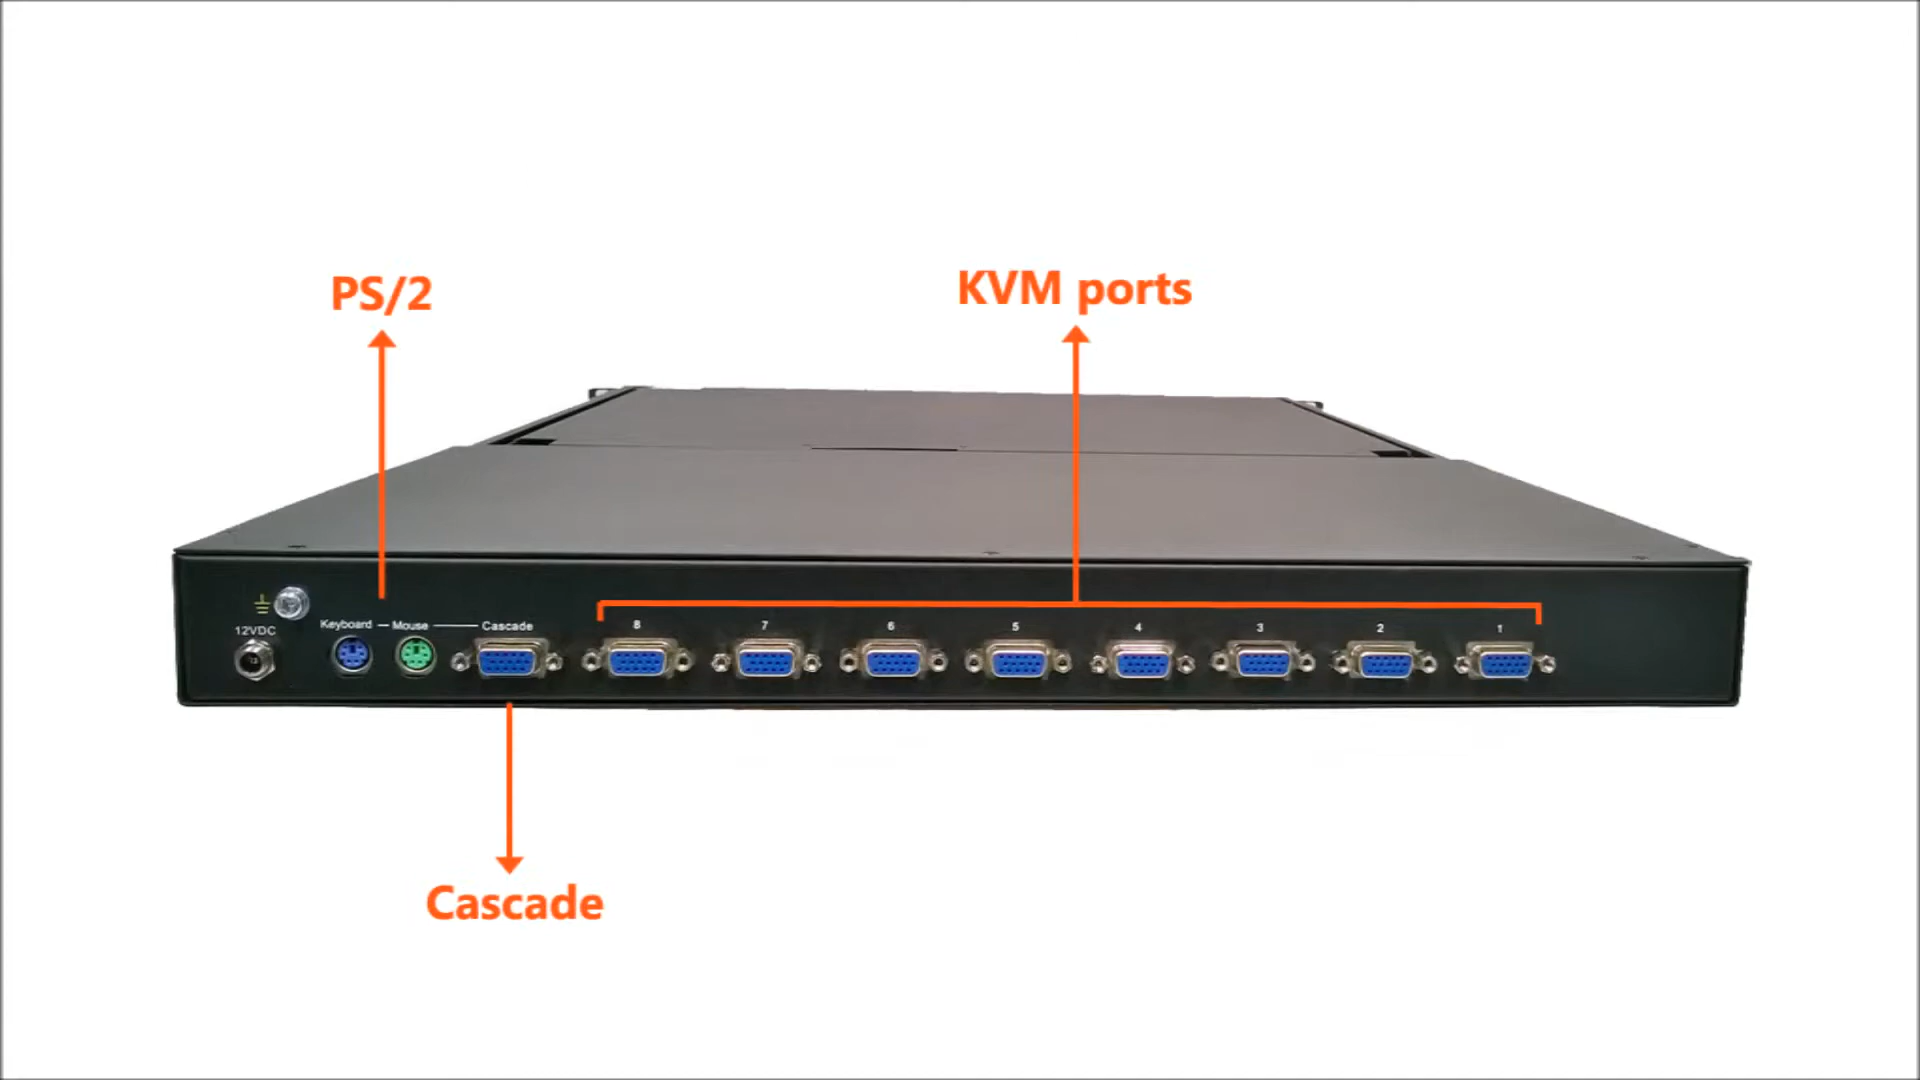 PS/2
KVM ports
12VDC
Keyboard — Mouse —— Cascade
8 7 6 5 4 3 2 1
Cascade